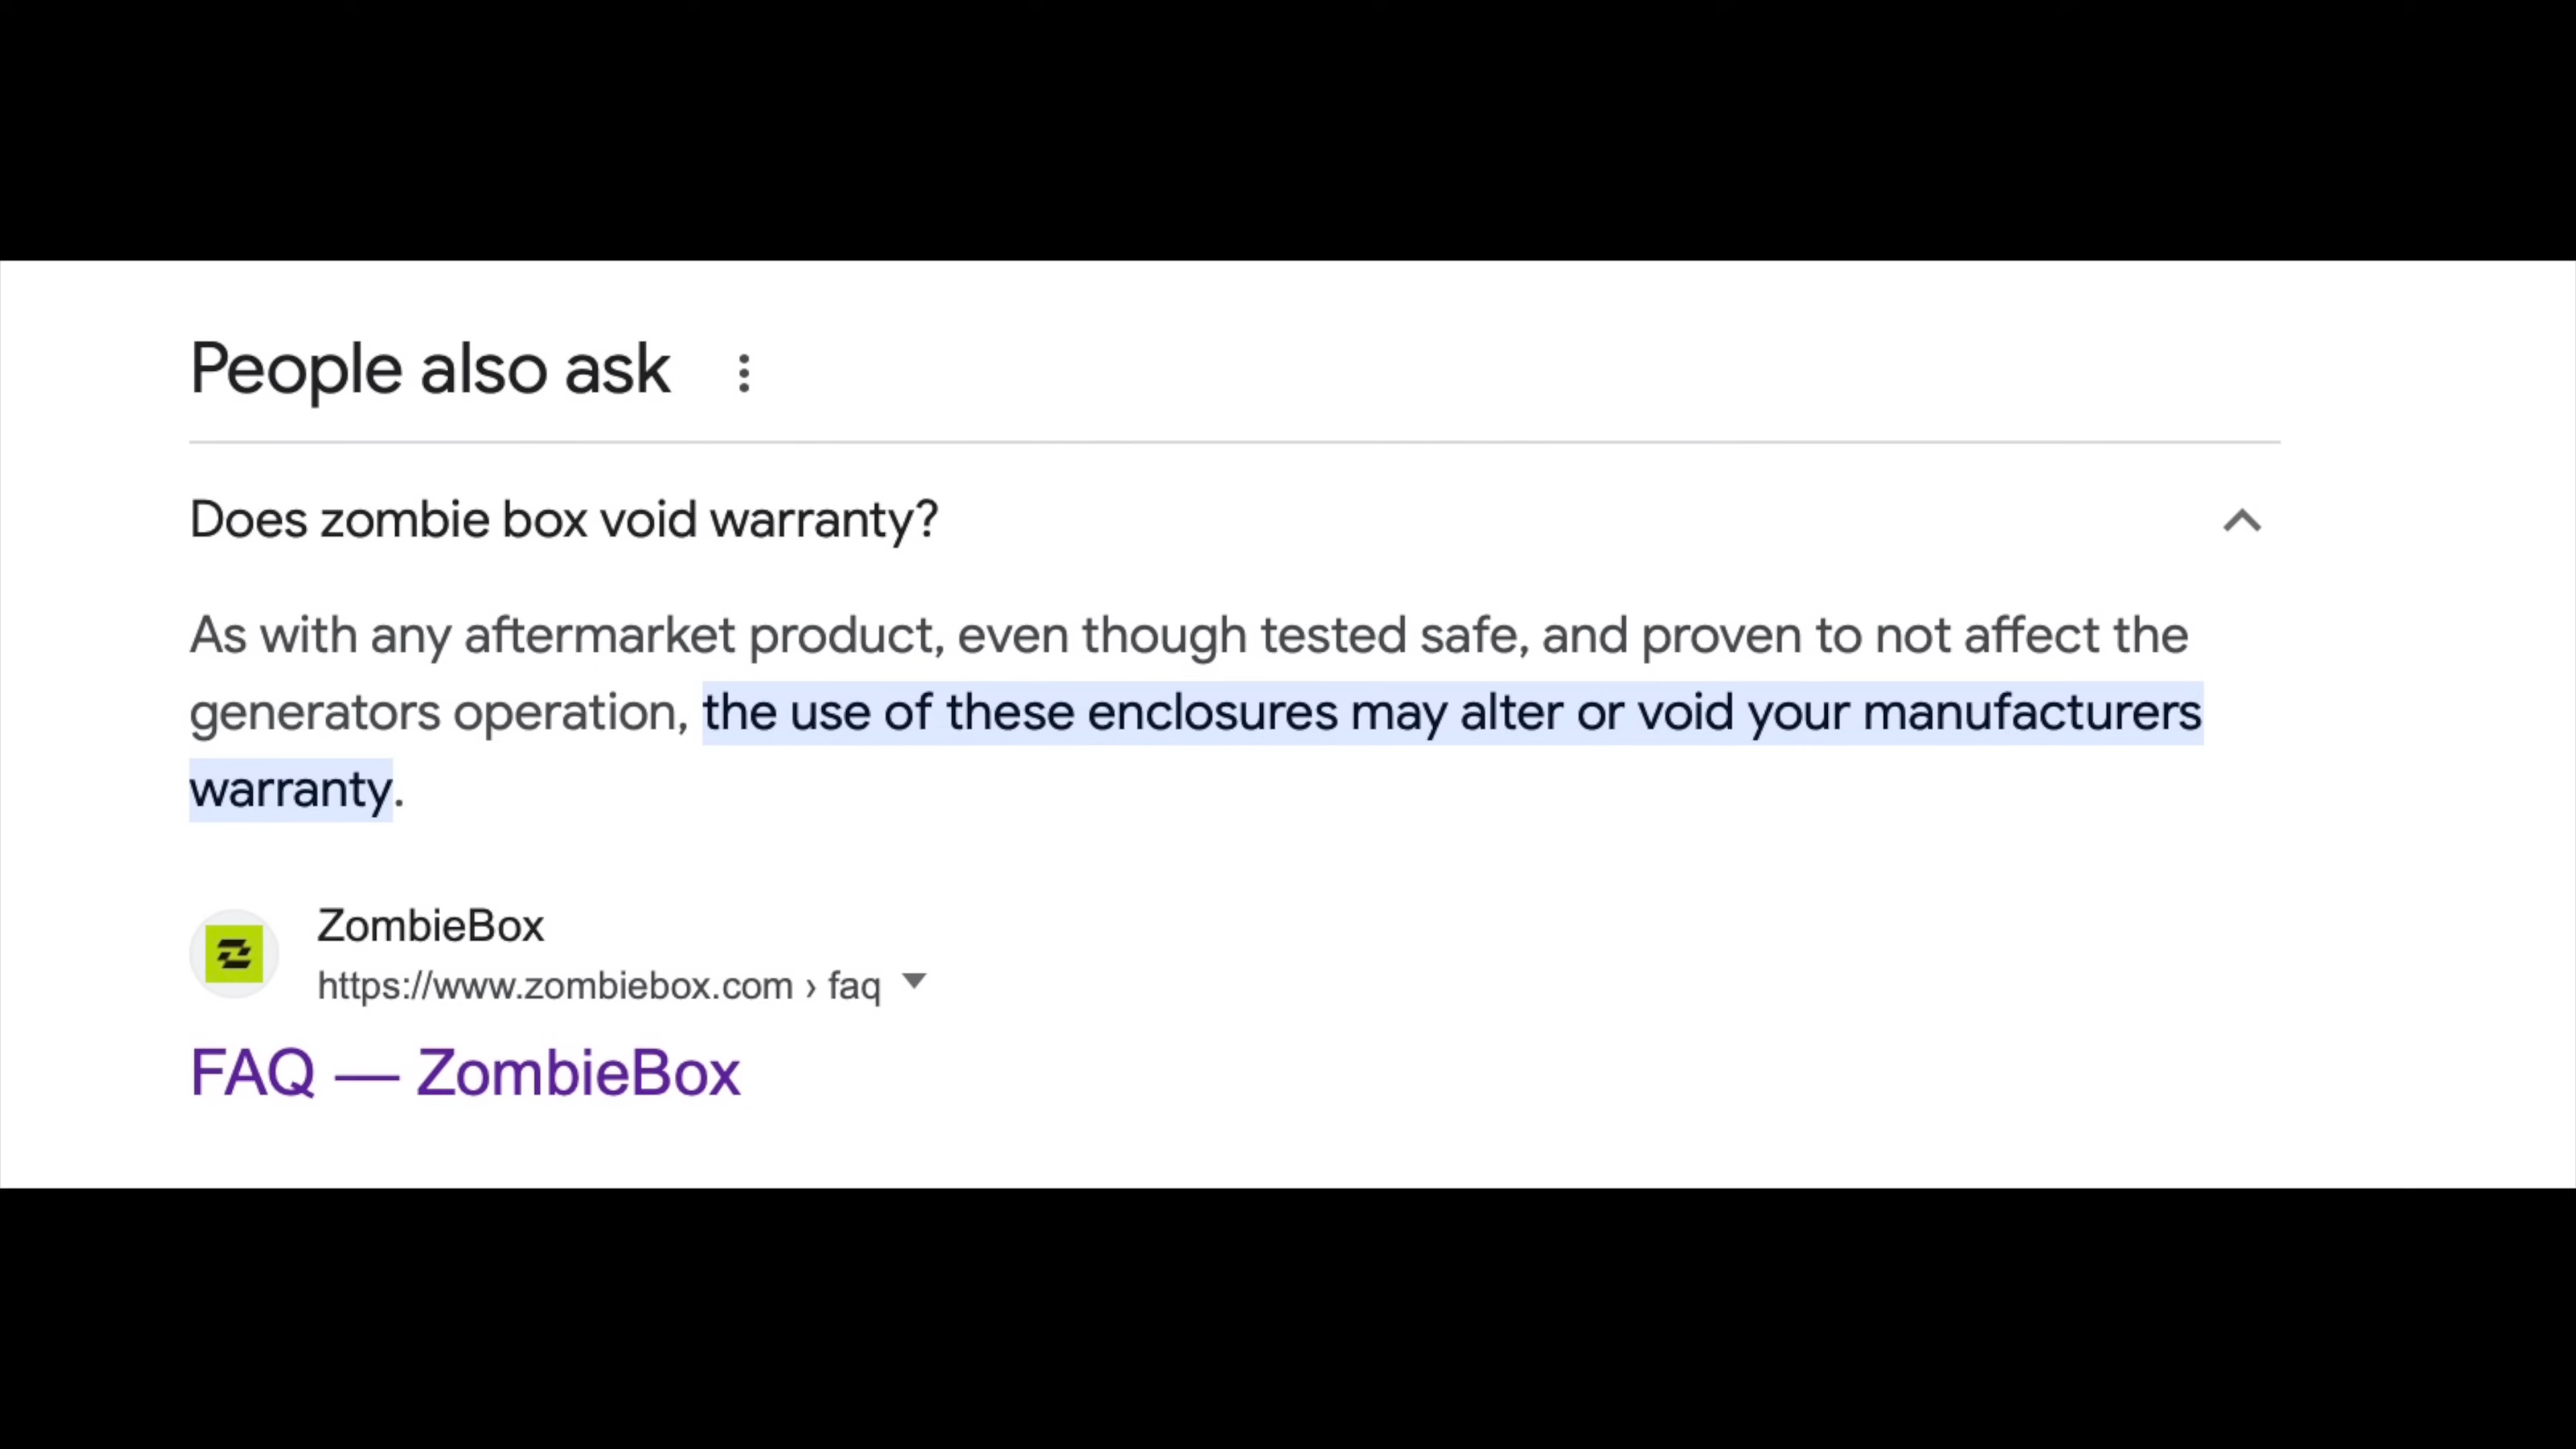 People also ask
Does zombie box void warranty?
As with any aftermarket product, even though tested safe, and proven to not affect the
generators operation, the use of these enclosures may alter or void your manufacturers
warranty.
ZombieBox
https://www.zombiebox.com › faq
FAQ — ZombieBox